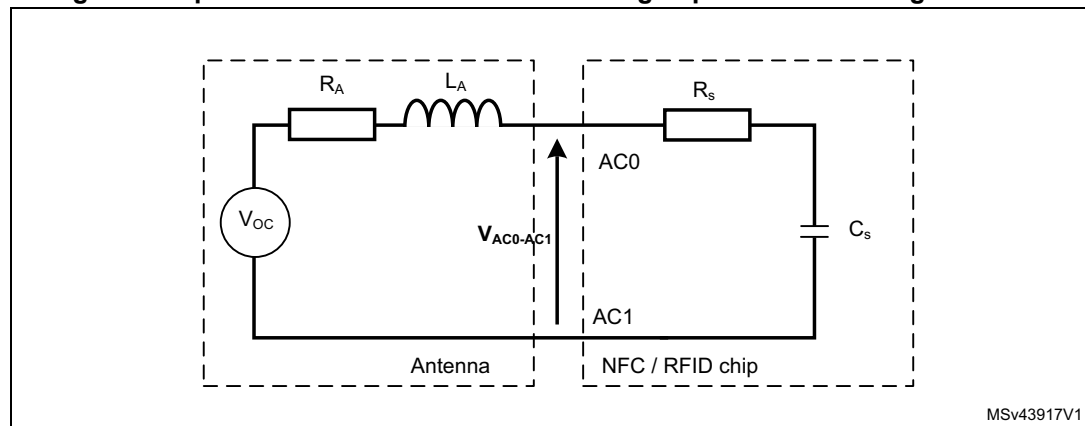 R_A
L_A
R_s
AC0
V_OC
V_AC0-AC1
C_s
AC1
Antenna
NFC / RFID chip
MSv43917V1